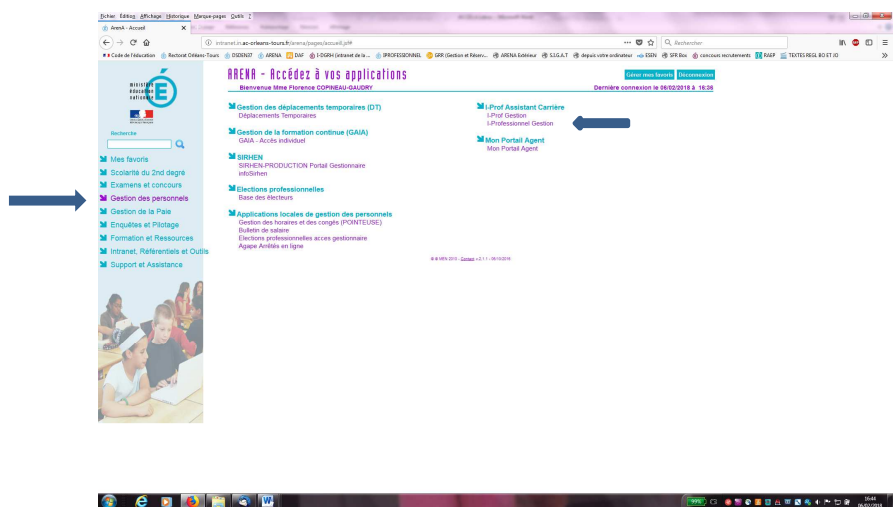 Fichier Édition Affichage Historique Marque-pages Outils ?
ArenA - Accueil
intranet.in.ac-orleans-tours.fr/arena/pages/accueil.jsf#
Rechercher
Code de l'éducation Rectorat Orléans-Tours DSDEN37 ARENA DAF I-DGRH (Intranet de la ... IPROFESSIONNEL GRR (Gestion et Réserv... ARENA Extérieur S.I.G.A.T depuis votre ordinateur ESEN SFR Box concours recrutements RAEP TEXTES REGL BO ET JO
ministère
éducation
nationale
Recherche
Mes favoris
Scolarité du 2nd degré
Examens et concours
Gestion des personnels
Gestion de la Paie
Enquêtes et Pilotage
Formation et Ressources
Intranet, Référentiels et Outils
Support et Assistance
ARENA - Accédez à vos applications
Gérer mes favoris Déconnexion
Bienvenue Mme Florence COPINEAU-GAUDRY
Dernière connexion le 06/02/2018 à 16:36
Gestion des déplacements temporaires (DT)
Déplacements Temporaires
Gestion de la formation continue (GAIA)
GAIA - Accès individuel
SIRHEN
SIRHEN-PRODUCTION Portail Gestionnaire
infoSirhen
Elections professionnelles
Base des électeurs
Applications locales de gestion des personnels
Gestion des horaires et des congés (POINTEUSE)
Bulletin de salaire
Elections professionnelles acces gestionnaire
Agape Arrêtés en ligne
I-Prof Assistant Carrière
I-Prof Gestion
I-Professionnel Gestion
Mon Portail Agent
Mon Portail Agent
99%
16:44
06/02/2018